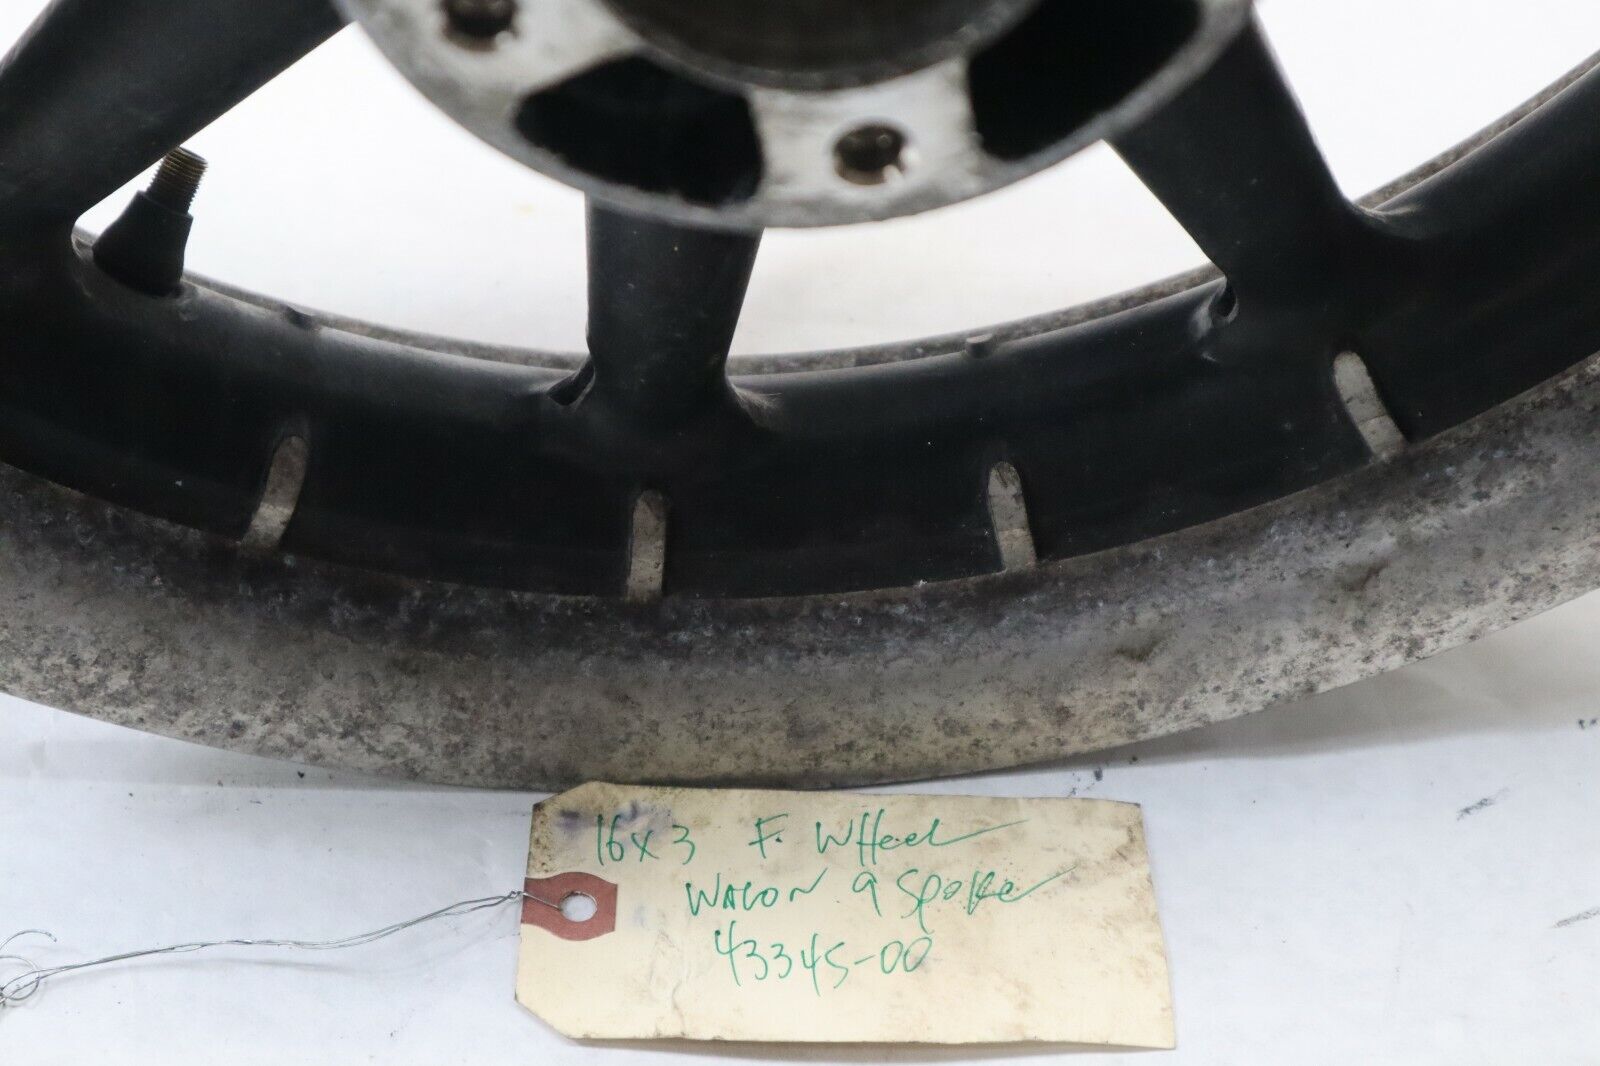 16x3 F. WHeel
WAGON 9 Spoke
43345-00